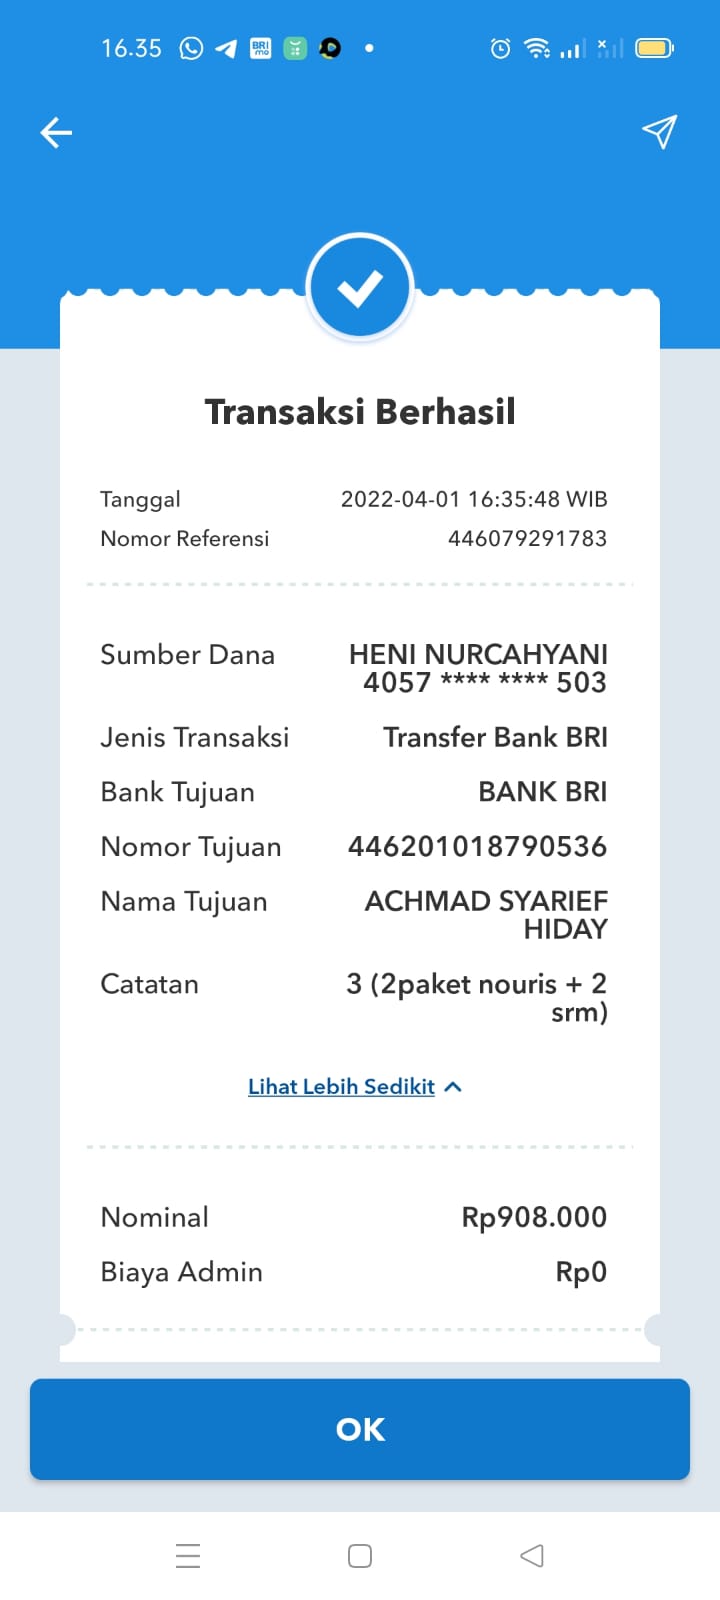 16.35
BRI
mo
Transaksi Berhasil
Tanggal 2022-04-01 16:35:48 WIB
Nomor Referensi 446079291783
Sumber Dana HENI NURCAHYANI
4057 **** **** 503
Jenis Transaksi Transfer Bank BRI
Bank Tujuan BANK BRI
Nomor Tujuan 446201018790536
Nama Tujuan ACHMAD SYARIEF
HIDAY
Catatan 3 (2paket nouris + 2
srm)
Lihat Lebih Sedikit
Nominal Rp908.000
Biaya Admin Rp0
OK